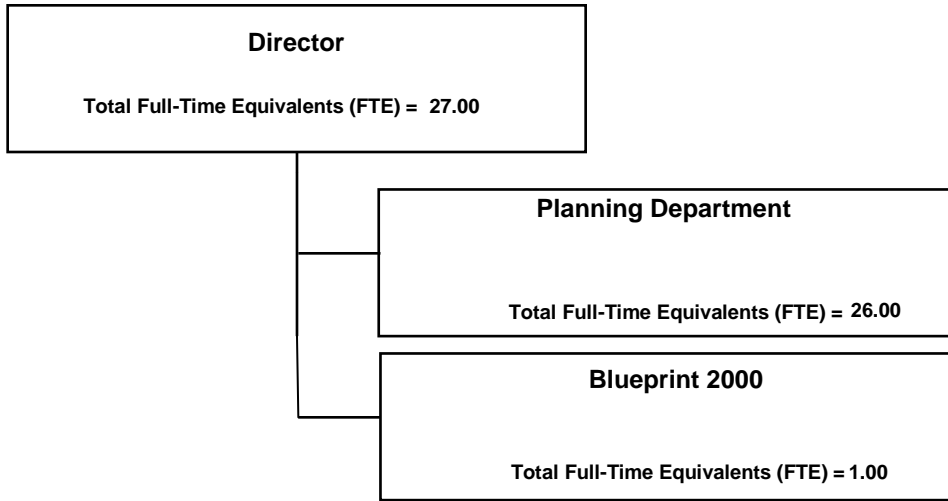 Director
Total Full-Time Equivalents (FTE) = 27.00
Planning Department
Total Full-Time Equivalents (FTE) = 26.00
Blueprint 2000
Total Full-Time Equivalents (FTE) = 1.00